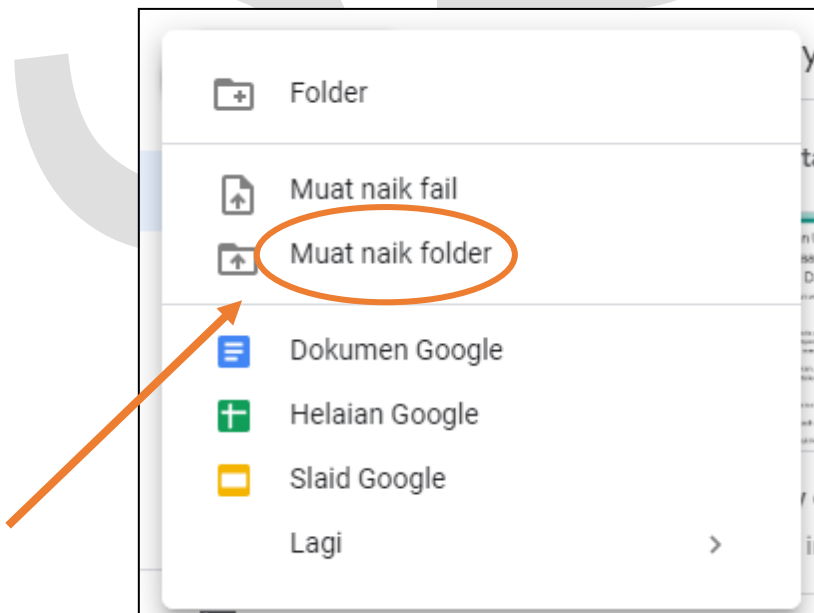 Folder
Muat naik fail
Muat naik folder
Dokumen Google
Helaian Google
Slaid Google
Lagi